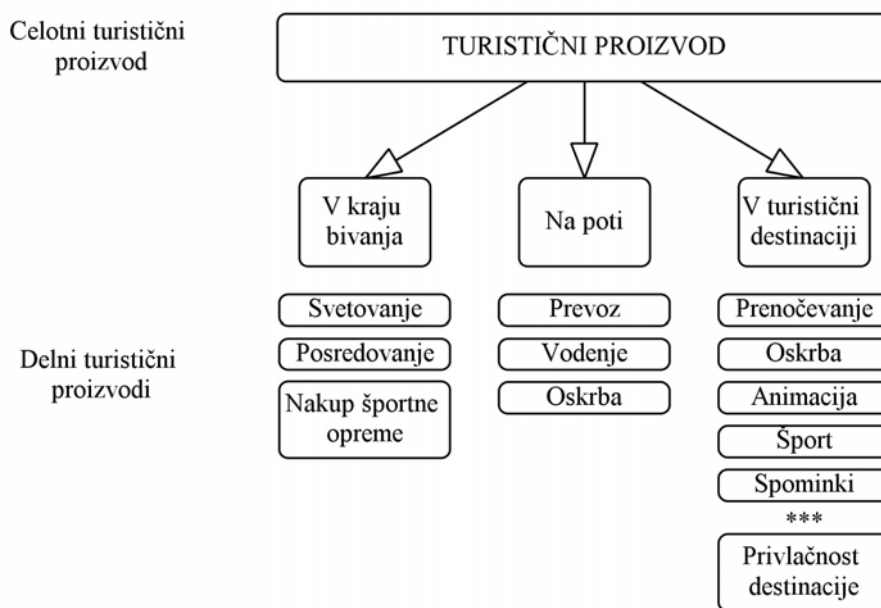 Celotni turistični
proizvod
TURISTIČNI PROIZVOD
V kraju
bivanja
Na poti
V turistični
destinaciji
Delni turistični
proizvodi
Svetovanje
Posredovanje
Nakup športne
opreme
Prevoz
Vodenje
Oskrba
Prenočevanje
Oskrba
Animacija
Šport
Spominki
***
Privlačnost
destinacije